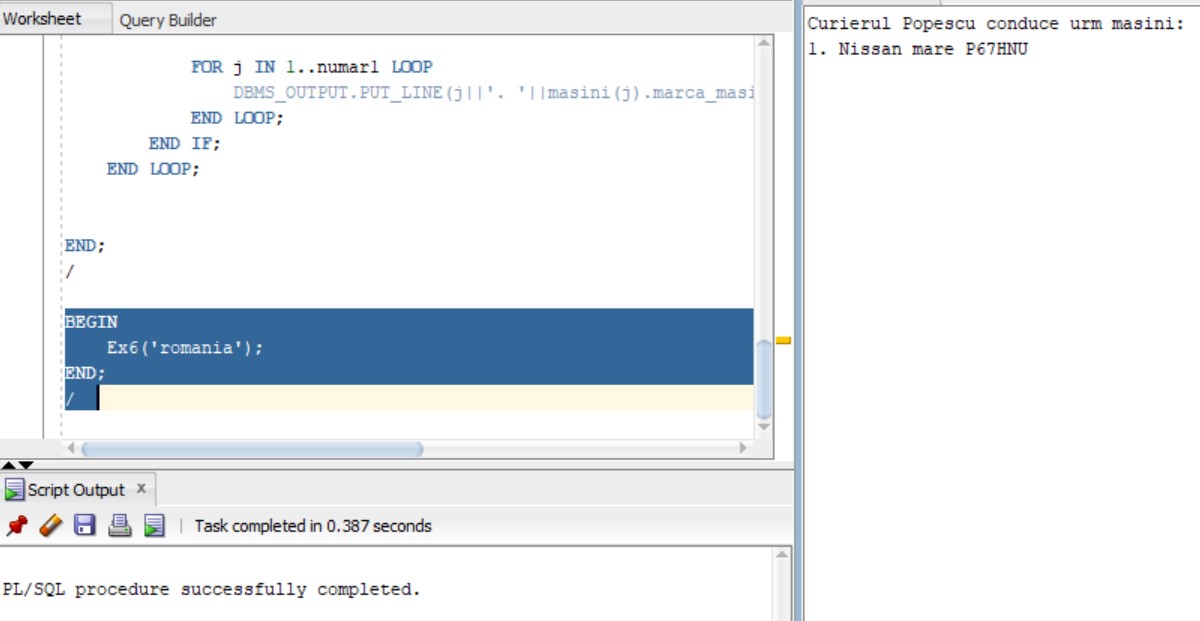 Worksheet Query Builder
FOR j IN 1..numar1 LOOP
DBMS_OUTPUT.PUT_LINE(j||'. '||masini(j).marca_masi
END LOOP;
END IF;
END LOOP;
END;
/
BEGIN
Ex6('romania');
END;
/
Script Output x
| Task completed in 0.387 seconds
PL/SQL procedure successfully completed.
Curierul Popescu conduce urm masini:
1. Nissan mare P67HNU